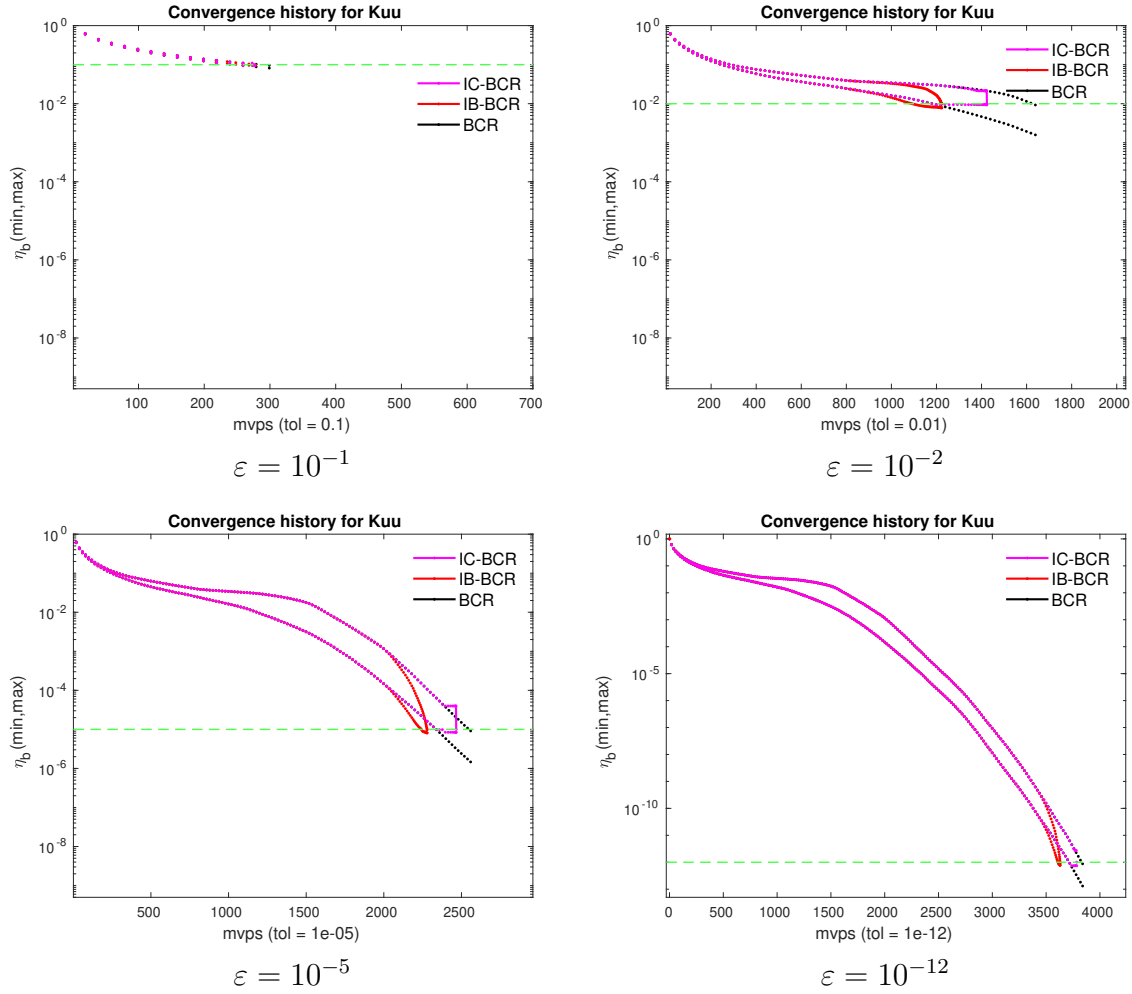 Convergence history for Kuu
10^0
10^-2
10^-4
10^-6
10^-8
η_b(min,max)
IC-BCR
IB-BCR
BCR
100 200 300 400 500 600 700
mvps (tol = 0.1)
ε = 10^-1
Convergence history for Kuu
10^0
10^-2
10^-4
10^-6
10^-8
η_b(min,max)
IC-BCR
IB-BCR
BCR
200 400 600 800 1000 1200 1400 1600 1800 2000
mvps (tol = 0.01)
ε = 10^-2
Convergence history for Kuu
10^0
10^-2
10^-4
10^-6
10^-8
η_b(min,max)
IC-BCR
IB-BCR
BCR
500 1000 1500 2000 2500
mvps (tol = 1e-05)
ε = 10^-5
Convergence history for Kuu
10^0
10^-5
10^-10
η_b(min,max)
IC-BCR
IB-BCR
BCR
0 500 1000 1500 2000 2500 3000 3500 4000
mvps (tol = 1e-12)
ε = 10^-12